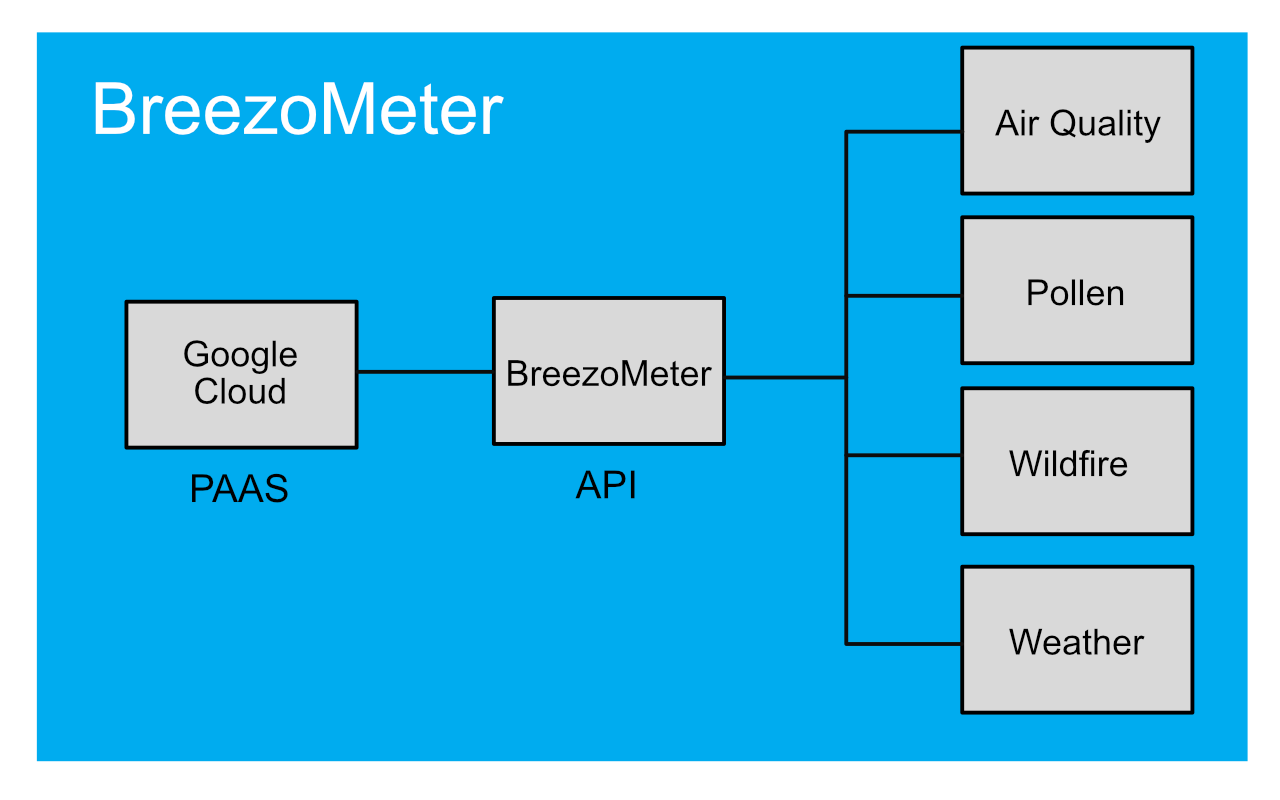 BreezoMeter
Google
Cloud
PAAS
BreezoMeter
API
Air Quality
Pollen
Wildfire
Weather